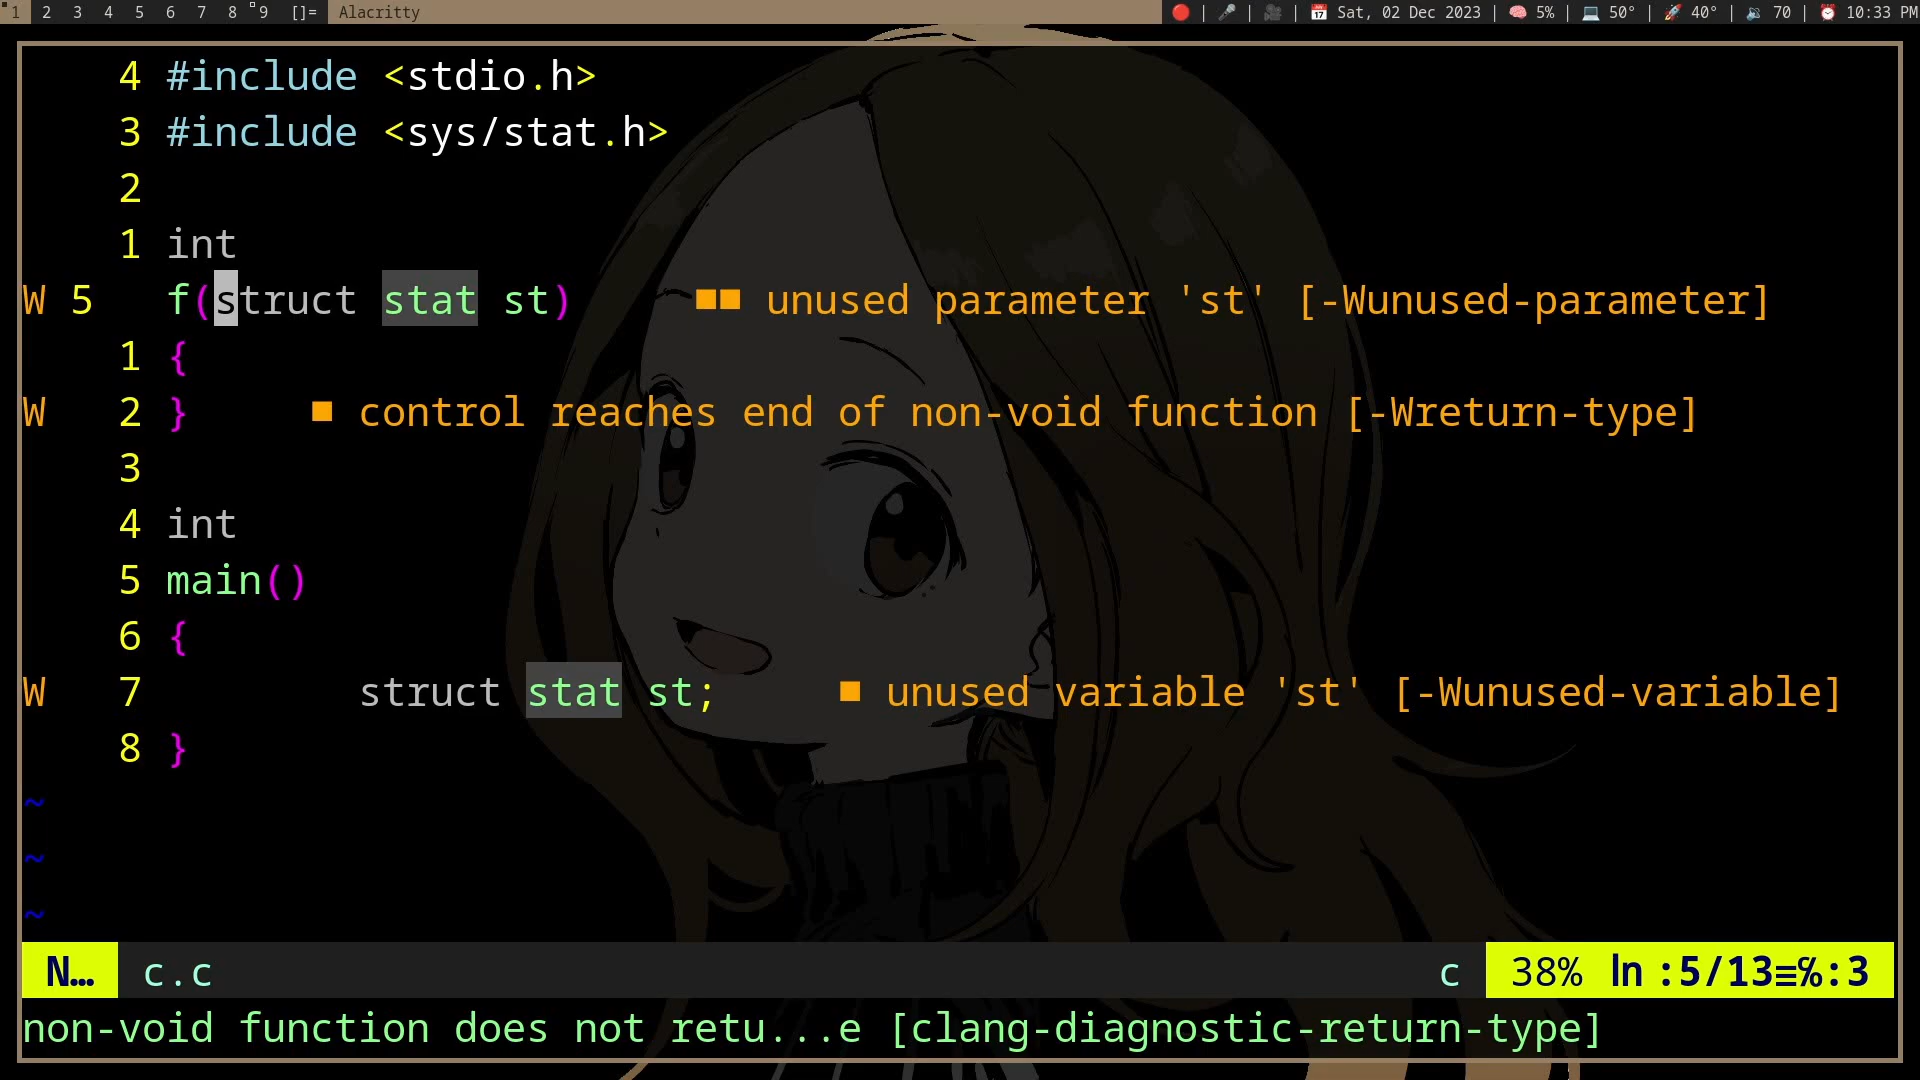 1 2 3 4 5 6 7 8 9 []= Alacritty 🔴 | 🎤 | 🎥 | 📅 Sat, 02 Dec 2023 | 🧠 5% | 💻 50° | 🚀 40° | 🔉 70 | ⏰ 10:33 PM
4 #include <stdio.h>
3 #include <sys/stat.h>
2
1 int
W 5 f(struct stat st) ■■ unused parameter 'st' [-Wunused-parameter]
1 {
W 2 } ■ control reaches end of non-void function [-Wreturn-type]
3
4 int
5 main()
6 {
W 7 struct stat st; ■ unused variable 'st' [-Wunused-variable]
8 }
~
~
~
N… c.c c 38% ㏑:5/13≡℅:3
non-void function does not retu...e [clang-diagnostic-return-type]